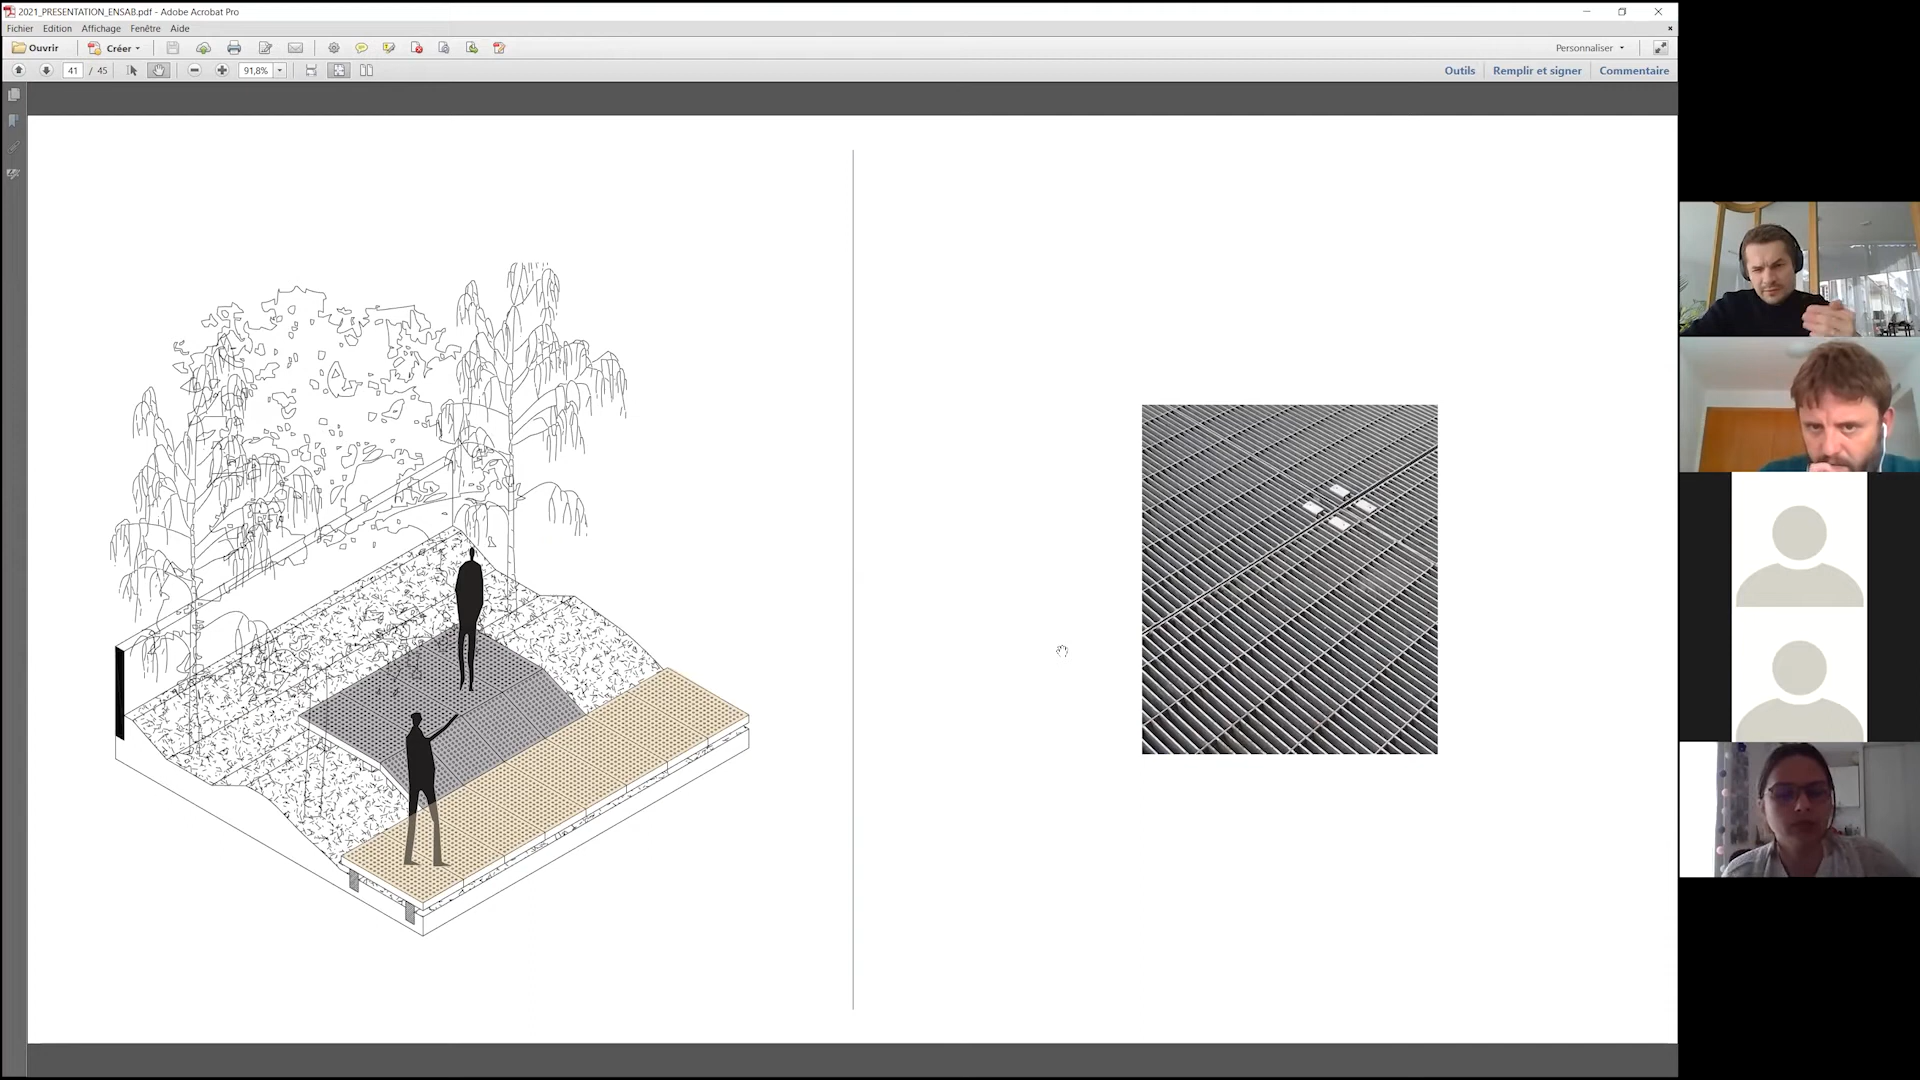 2021_PRESENTATION_ENSAB.pdf - Adobe Acrobat Pro
Fichier Edition Affichage Fenêtre Aide
Ouvrir Créer Personnaliser
41 / 45 91,8% Outils Remplir et signer Commentaire